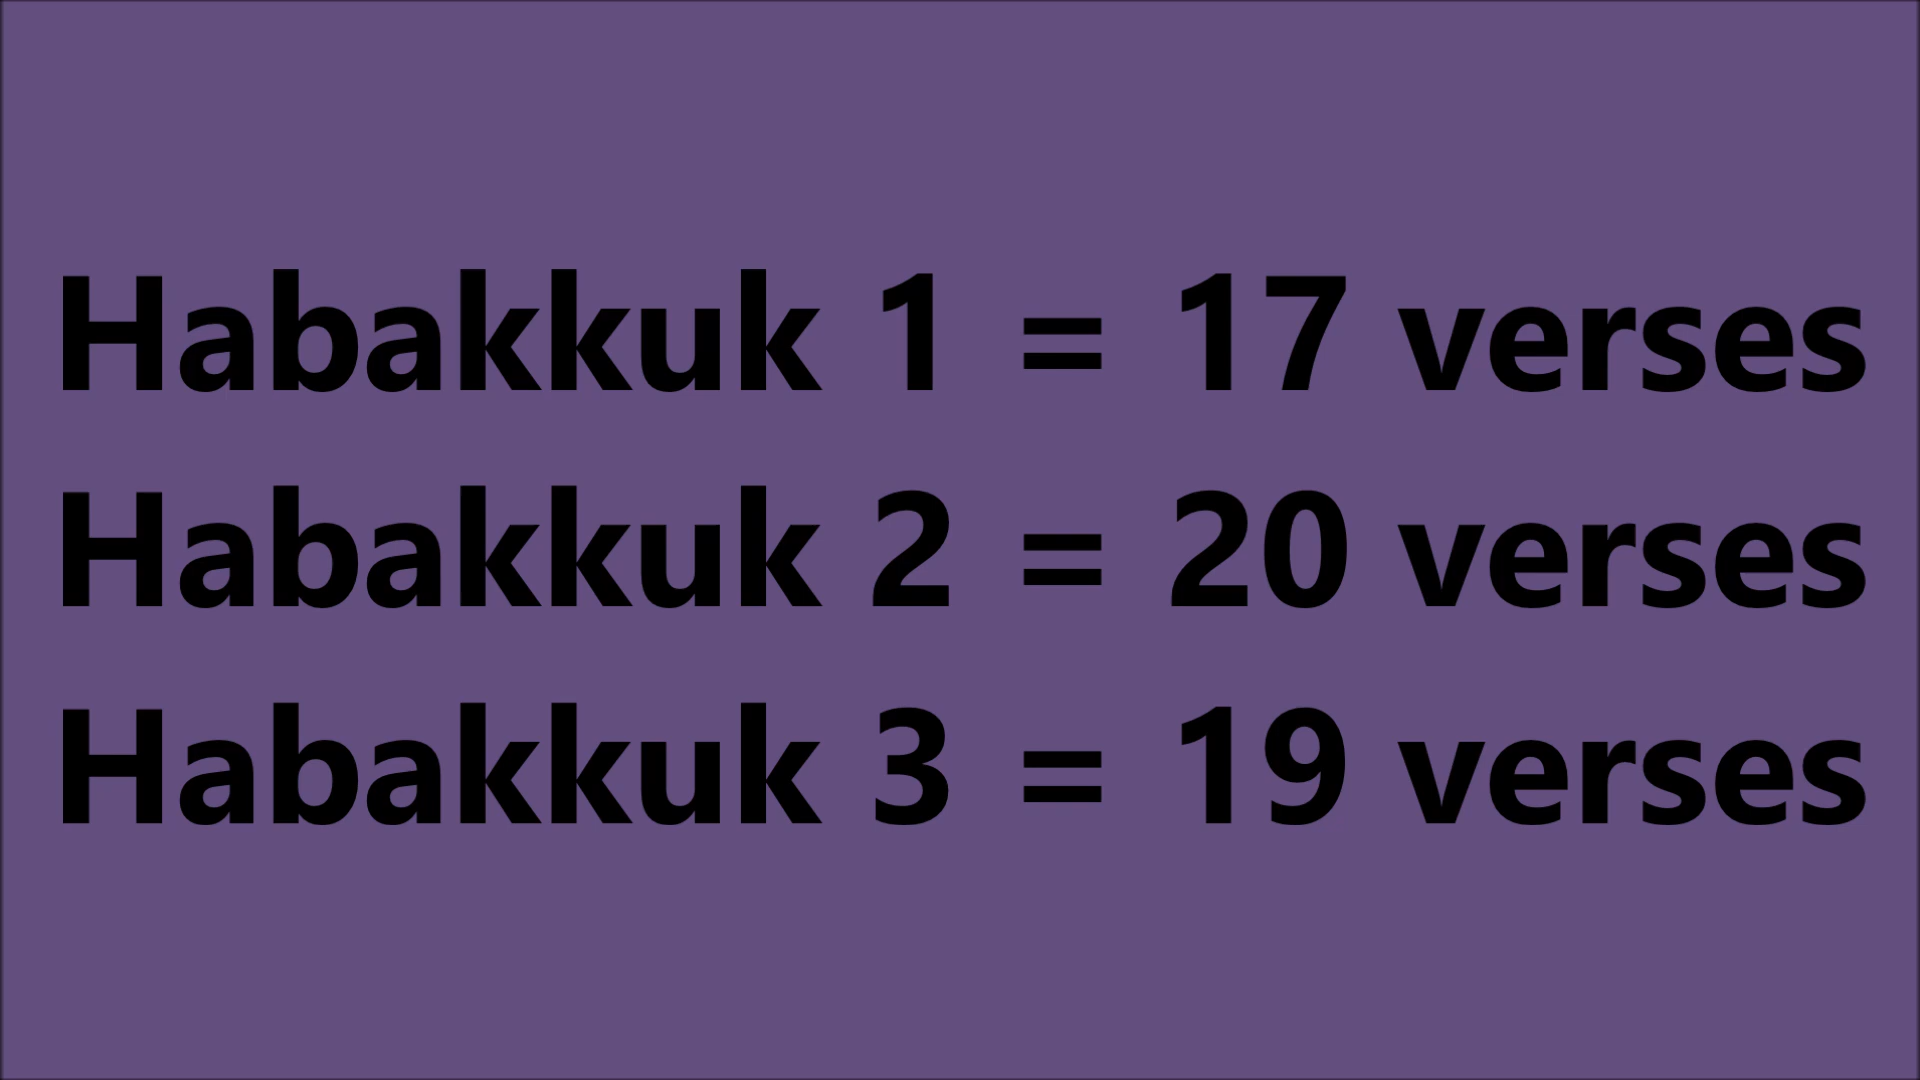 Habakkuk 1 = 17 verses
Habakkuk 2 = 20 verses
Habakkuk 3 = 19 verses